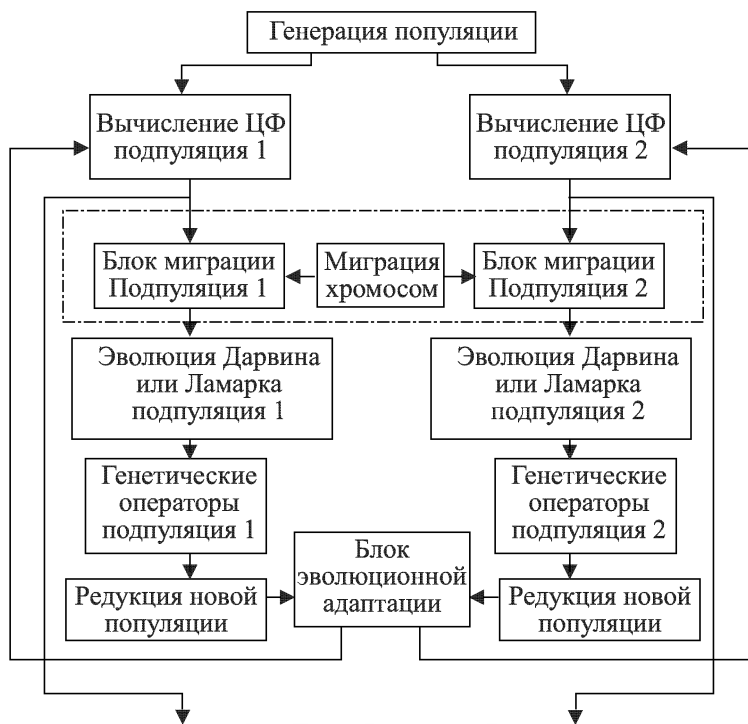 Генерация популяции
Вычисление ЦФ
подпуляция 1
Вычисление ЦФ
подпуляция 2
Блок миграции
Подпуляция 1
Миграция
хромосом
Блок миграции
Подпуляция 2
Эволюция Дарвина
или Ламарка
подпуляция 1
Эволюция Дарвина
или Ламарка
подпуляция 2
Генетические
операторы
подпуляция 1
Генетические
операторы
подпуляция 2
Блок
эволюционной
адаптации
Редукция новой
популяции
Редукция новой
популяции